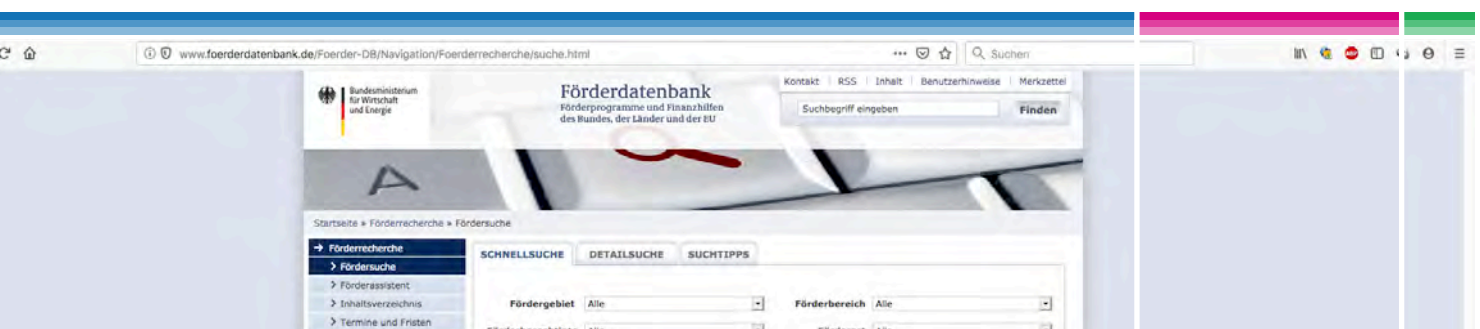 www.foerderdatenbank.de/Foerder-DB/Navigation/Foerderrecherche/suche.html
Suchen
Bundesministerium
für Wirtschaft
und Energie
Förderdatenbank
Förderprogramme und Finanzhilfen
des Bundes, der Länder und der EU
Kontakt | RSS | Inhalt | Benutzerhinweise | Merkzettel
Suchbegriff eingeben Finden
A
Startseite » Förderrecherche » Fördersuche
Förderrecherche
Fördersuche
Förderassistent
Inhaltsverzeichnis
Termine und Fristen
SCHNELLSUCHE DETAILSUCHE SUCHTIPPS
Fördergebiet Alle Förderbereich Alle